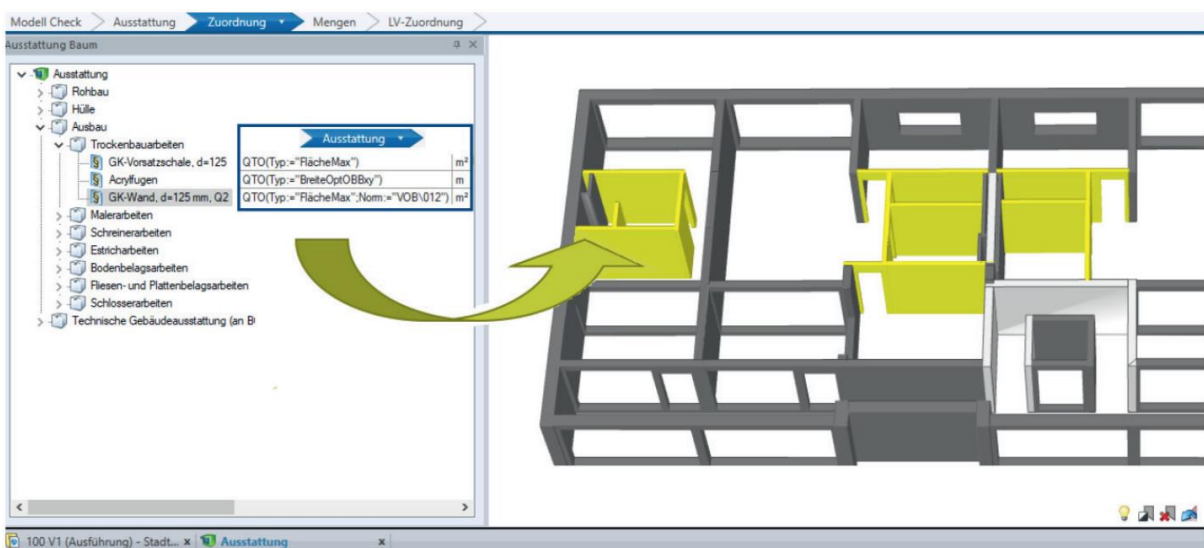 Modell Check Ausstattung Zuordnung Mengen LV-Zuordnung
Ausstattung Baum
Ausstattung
Rohbau
Hülle
Ausbau
Trockenbauarbeiten
Ausstattung
GK-Vorsatzschale, d=125 QTO(Typ:="FlächeMax") m²
Acrylfugen QTO(Typ:="BreiteOptOBBxy") m
GK-Wand, d=125 mm, Q2 QTO(Typ:="FlächeMax";Norm:="VOB\012") m²
Malerarbeiten
Schreinerarbeiten
Estricharbeiten
Bodenbelagsarbeiten
Fliesen- und Plattenbelagsarbeiten
Schlosserarbeiten
Technische Gebäudeausstattung (an
100 V1 (Ausführung) - Stadt... x Ausstattung x